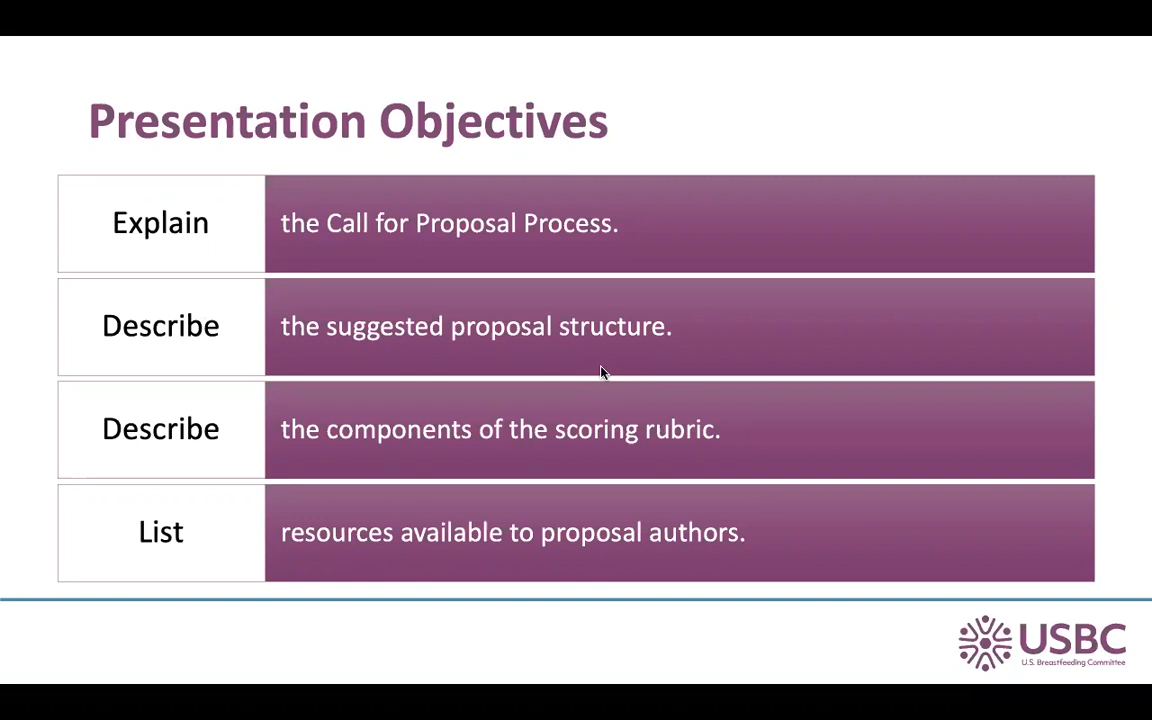 Presentation Objectives
Explain
the Call for Proposal Process.
Describe
the suggested proposal structure.
Describe
the components of the scoring rubric.
List
resources available to proposal authors.
USBC
U.S. Breastfeeding Committee